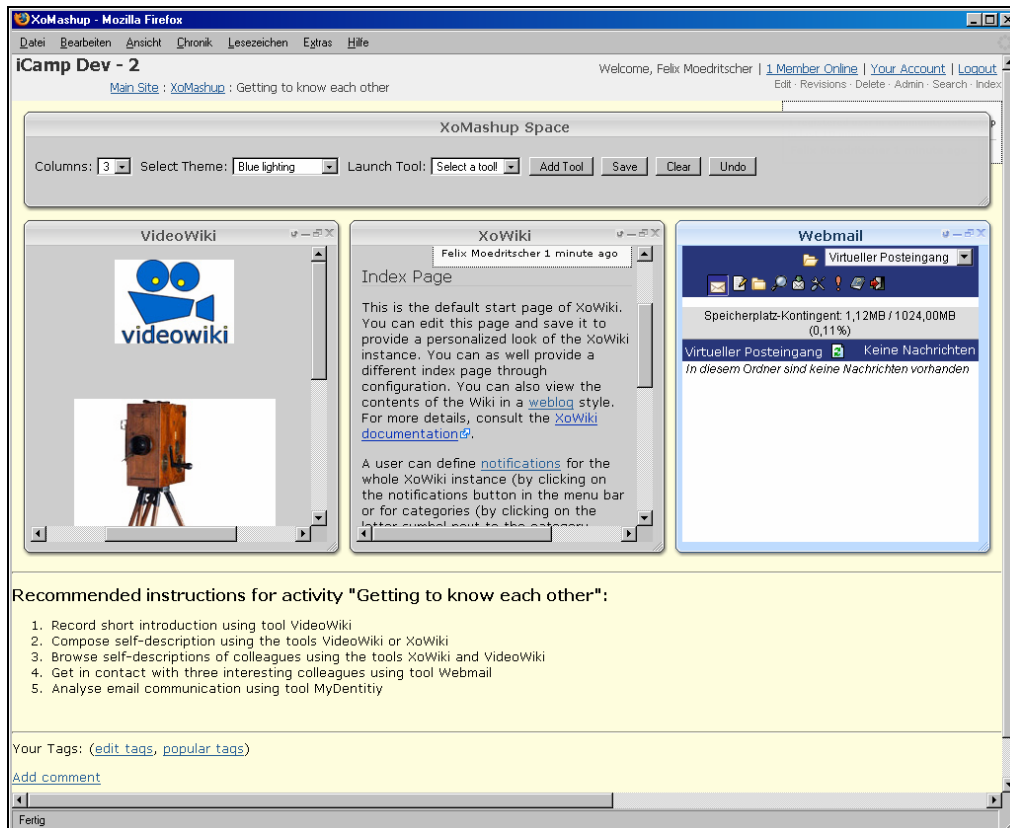 XoMashup - Mozilla Firefox
Datei Bearbeiten Ansicht Chronik Lesezeichen Extras Hilfe
iCamp Dev - 2
Welcome, Felix Moedritscher | 1 Member Online | Your Account | Logout
Main Site : XoMashup : Getting to know each other
Edit · Revisions · Delete · Admin · Search · Index
XoMashup Space
Columns: 3 Select Theme: Blue lighting Launch Tool: Select a tool! Add Tool Save Clear Undo
VideoWiki
videowiki
XoWiki
Felix Moedritscher 1 minute ago
Index Page
This is the default start page of XoWiki.
You can edit this page and save it to
provide a personalized look of the XoWiki
instance. You can as well provide a
different index page through
configuration. You can also view the
contents of the Wiki in a weblog style.
For more details, consult the XoWiki
documentation.
A user can define notifications for the
whole XoWiki instance (by clicking on
the notifications button in the menu bar
or for categories (by clicking on the
letter symbol next to the category
Webmail
Virtueller Posteingang
Speicherplatz-Kontingent: 1,12MB / 1024,00MB
(0,11%)
Virtueller Posteingang Keine Nachrichten
In diesem Ordner sind keine Nachrichten vorhanden
Recommended instructions for activity "Getting to know each other":
1. Record short introduction using tool VideoWiki
2. Compose self-description using the tools VideoWiki or XoWiki
3. Browse self-descriptions of colleagues using the tools XoWiki and VideoWiki
4. Get in contact with three interesting colleagues using tool Webmail
5. Analyse email communication using tool MyDentitiy
Your Tags: (edit tags, popular tags)
Add comment
Fertig